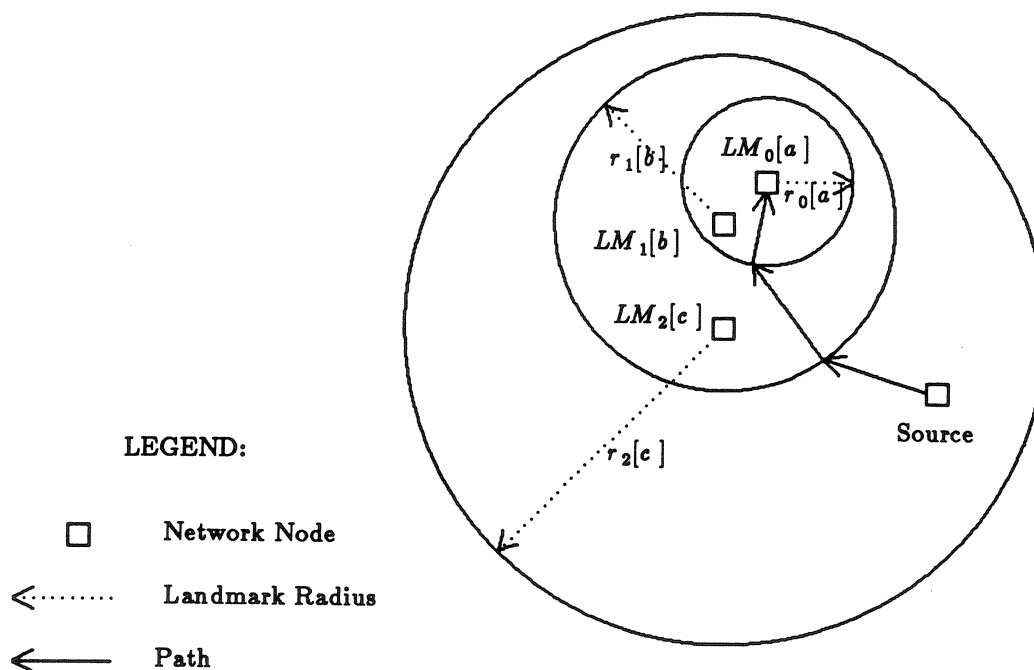 LM₀[a]
r₁[b]
r₀[a]
LM₁[b]
LM₂[c]
Source
r₂[c]
LEGEND:
Network Node
Landmark Radius
Path